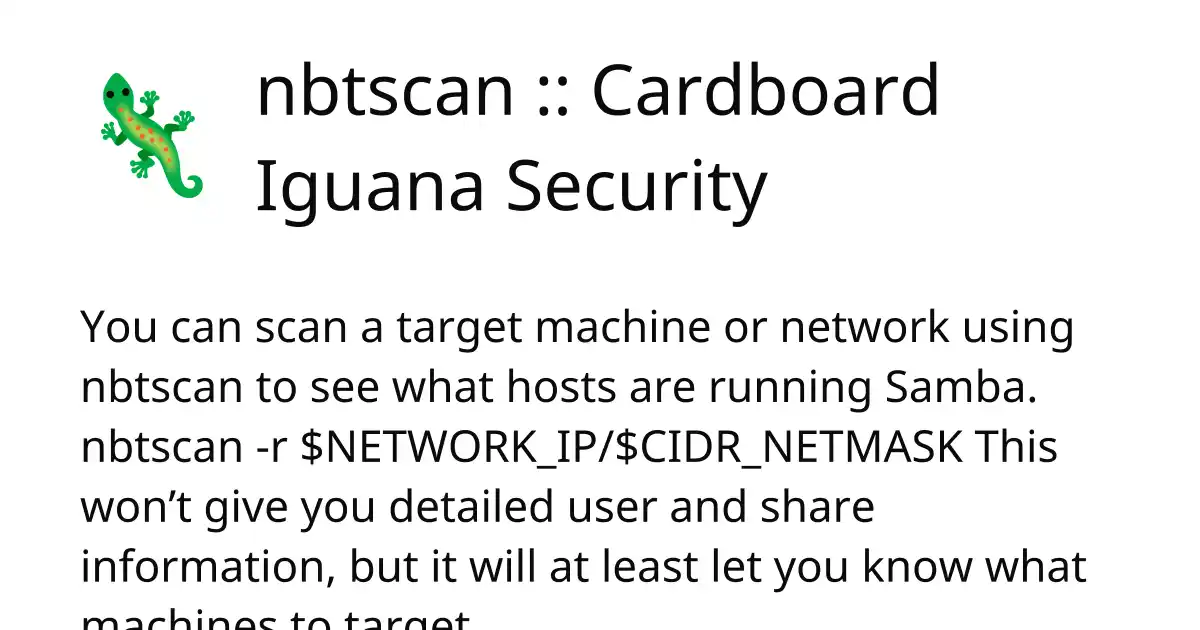 nbtscan :: Cardboard
Iguana Security
You can scan a target machine or network using
nbtscan to see what hosts are running Samba.
nbtscan -r $NETWORK_IP/$CIDR_NETMASK This
won’t give you detailed user and share
information, but it will at least let you know what
machines to target